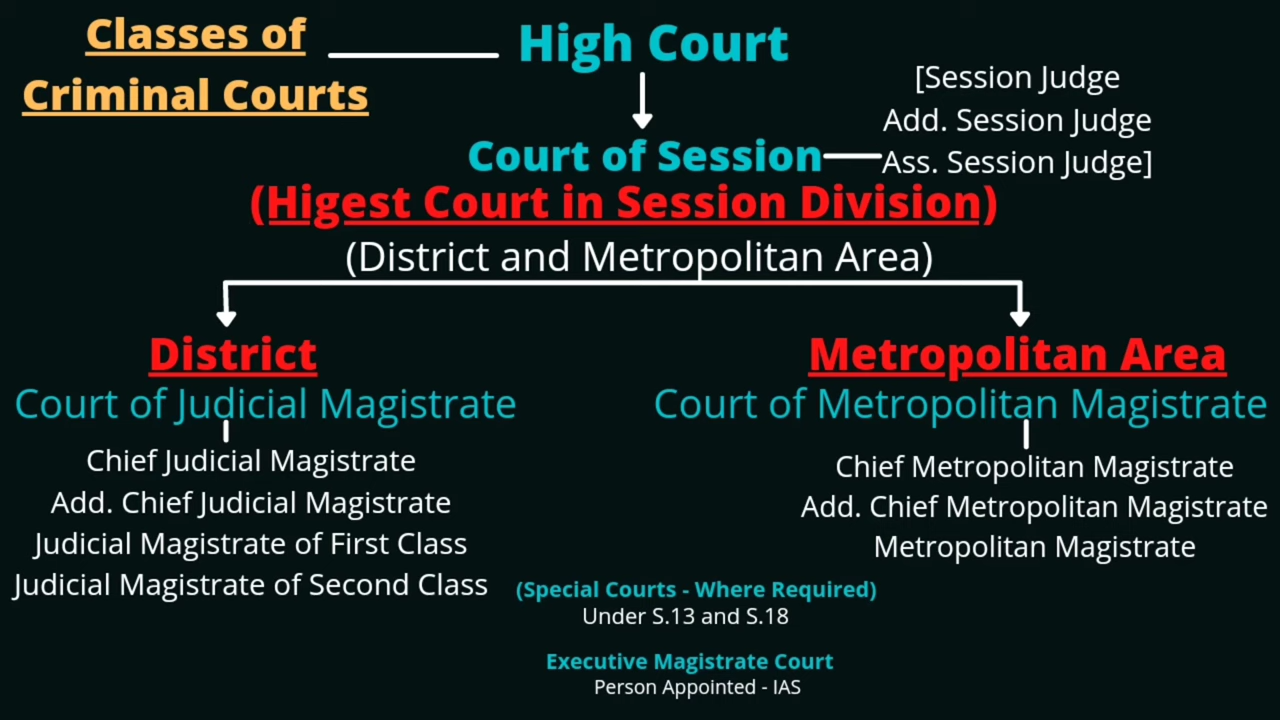 Classes of
Criminal Courts
High Court
[Session Judge
Add. Session Judge
Ass. Session Judge]
Court of Session
(Higest Court in Session Division)
(District and Metropolitan Area)
District
Court of Judicial Magistrate
Chief Judicial Magistrate
Add. Chief Judicial Magistrate
Judicial Magistrate of First Class
Judicial Magistrate of Second Class
Metropolitan Area
Court of Metropolitan Magistrate
Chief Metropolitan Magistrate
Add. Chief Metropolitan Magistrate
Metropolitan Magistrate
(Special Courts - Where Required)
Under S.13 and S.18
Executive Magistrate Court
Person Appointed - IAS